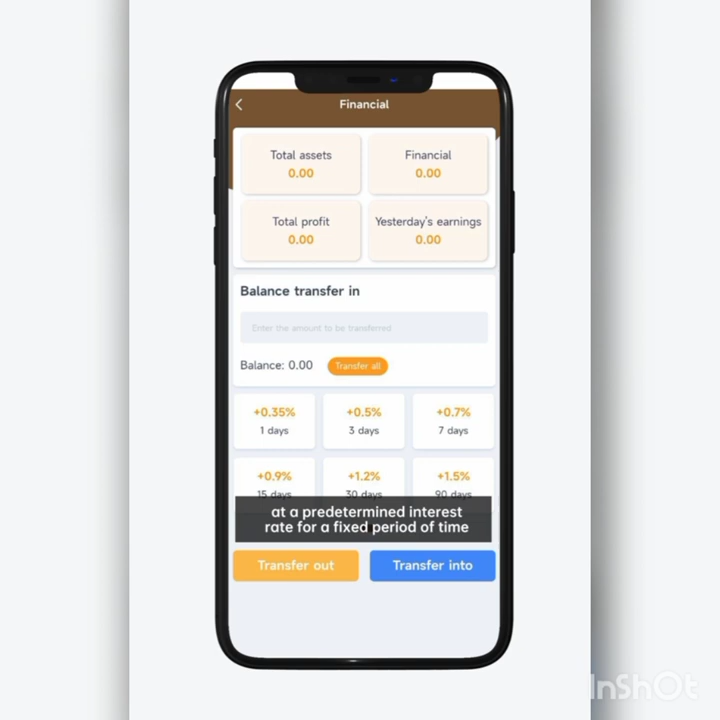 Financial
Total assets
0.00
Financial
0.00
Total profit
0.00
Yesterday's earnings
0.00
Balance transfer in
Enter the amount to be transferred
Balance: 0.00
Transfer all
+0.35%
1 days
+0.5%
3 days
+0.7%
7 days
+0.9%
15 days
+1.2%
30 days
+1.5%
90 days
at a predetermined interest
rate for a fixed period of time
Transfer out
Transfer into
InShOt